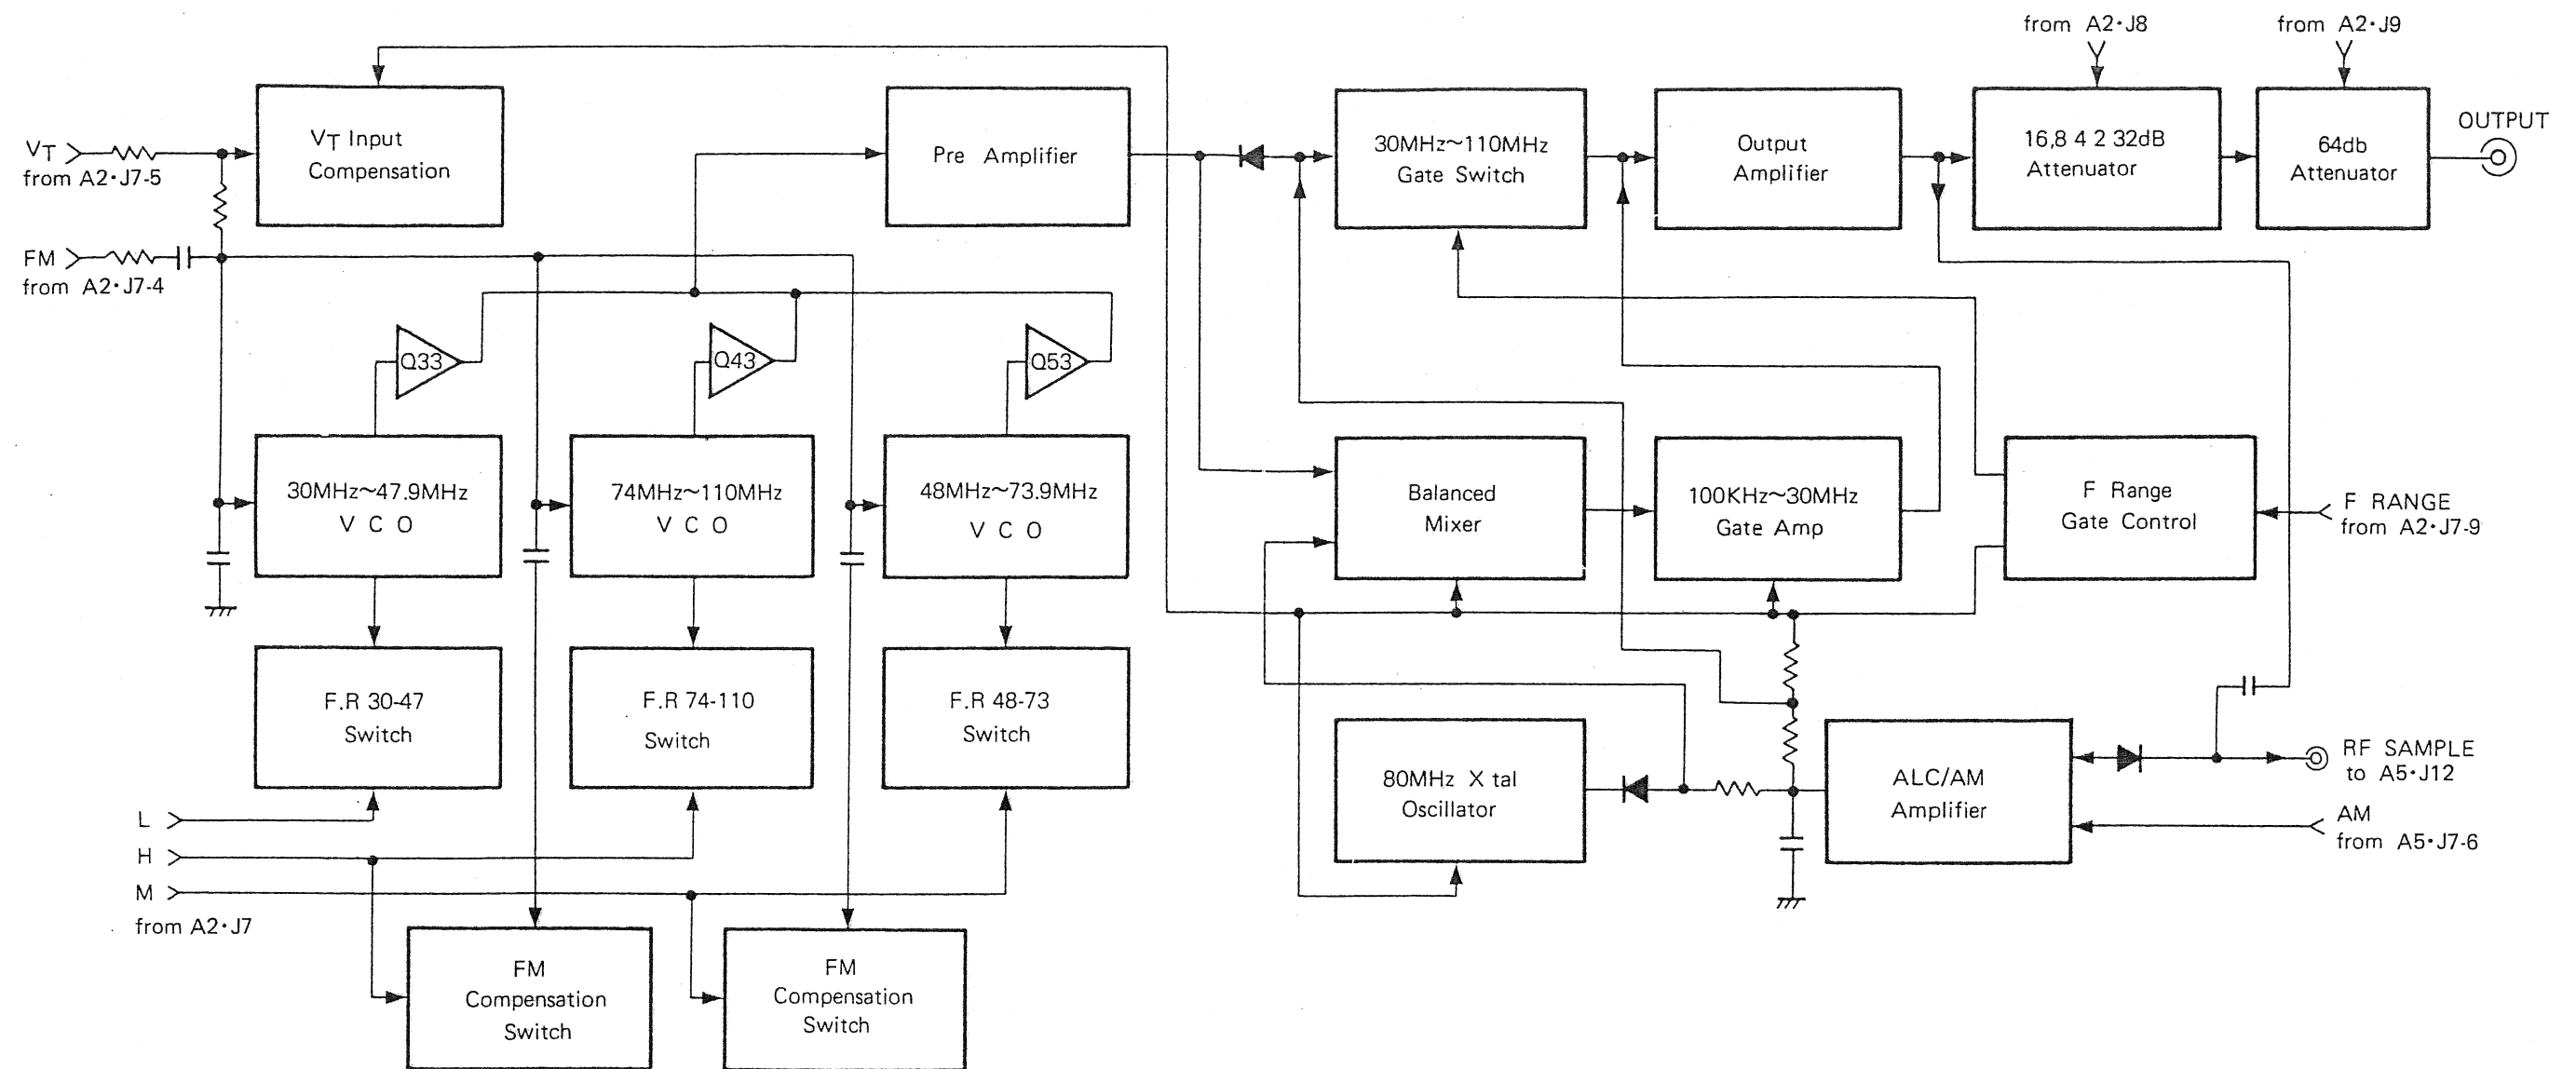 from A2·J8
from A2·J9
VT
from A2·J7-5
VT Input
Compensation
Pre Amplifier
30MHz~110MHz
Gate Switch
Output
Amplifier
16,8 4 2 32dB
Attenuator
64db
Attenuator
OUTPUT
FM
from A2·J7-4
Q33
Q43
Q53
30MHz~47.9MHz
V C O
74MHz~110MHz
V C O
48MHz~73.9MHz
V C O
Balanced
Mixer
100KHz~30MHz
Gate Amp
F Range
Gate Control
F RANGE
from A2·J7-9
F.R 30-47
Switch
F.R 74-110
Switch
F.R 48-73
Switch
80MHz X tal
Oscillator
ALC/AM
Amplifier
RF SAMPLE
to A5·J12
AM
from A5·J7-6
L
H
M
from A2·J7
FM
Compensation
Switch
FM
Compensation
Switch